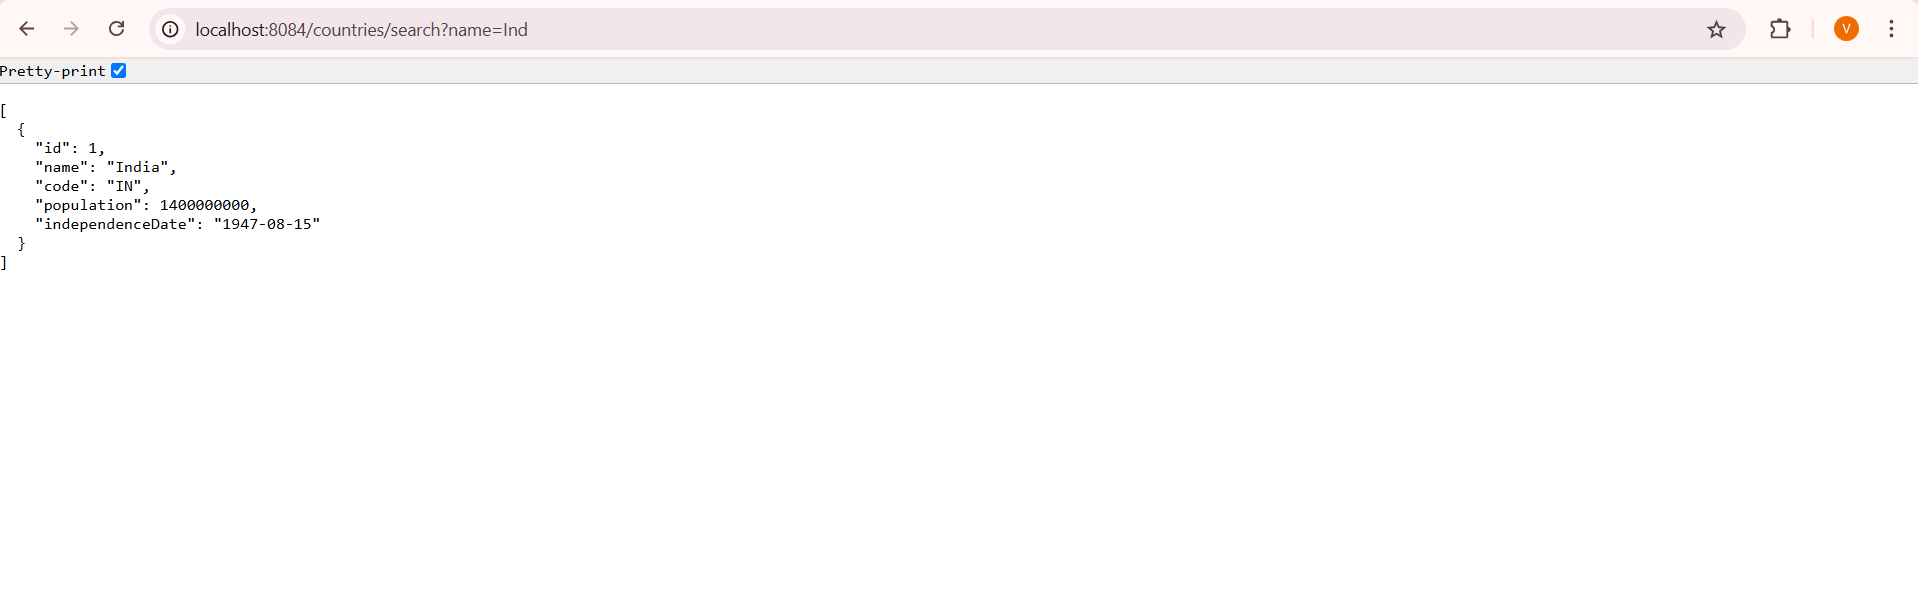 localhost:8084/countries/search?name=Ind
V
Pretty-print
[
  {
    "id": 1,
    "name": "India",
    "code": "IN",
    "population": 1400000000,
    "independenceDate": "1947-08-15"
  }
]